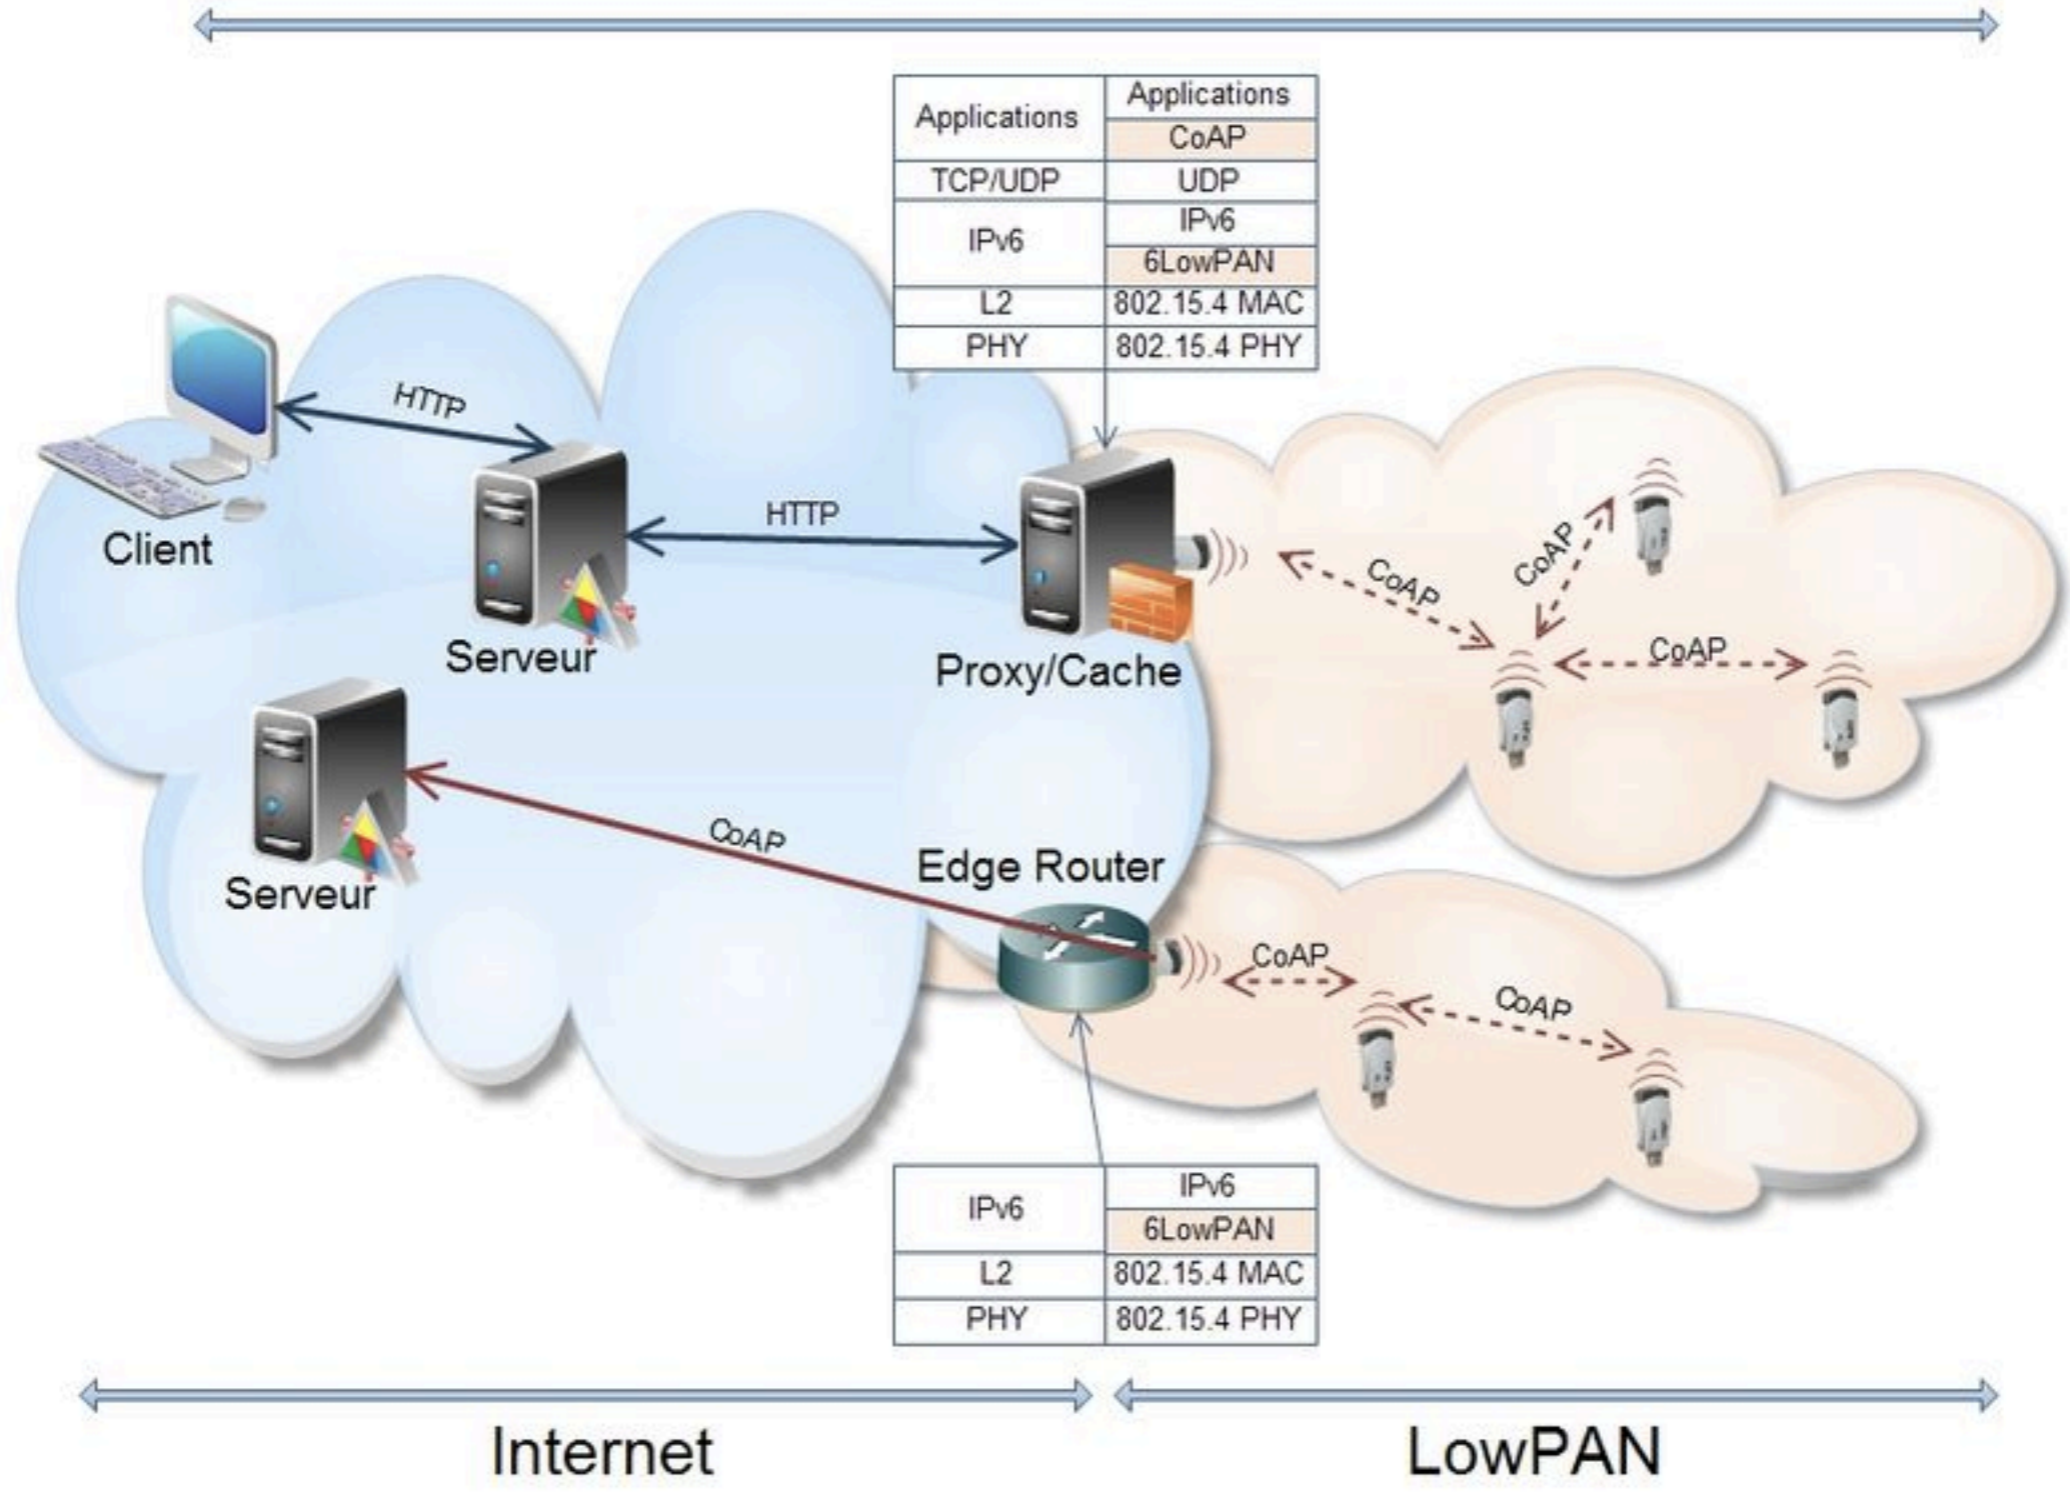 Applications
Applications
CoAP
TCP/UDP
UDP
IPv6
IPv6
6LowPAN
L2
802.15.4 MAC
PHY
802.15.4 PHY
HTTP
Client
HTTP
Serveur
Proxy/Cache
CoAP
CoAP
CoAP
Serveur
CoAP
Edge Router
CoAP
CoAP
IPv6
IPv6
6LowPAN
L2
802.15.4 MAC
PHY
802.15.4 PHY
Internet
LowPAN